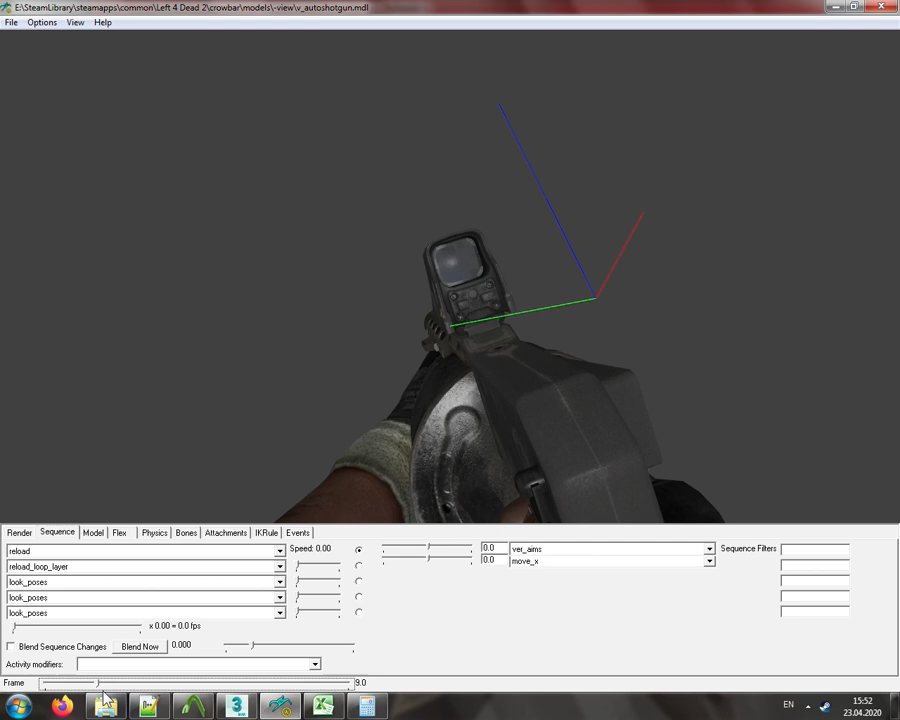 E:\SteamLibrary\steamapps\common\Left 4 Dead 2\crowbar\models\-view\v_autoshotgun.mdl
File Options View Help
Render Sequence Model Flex Physics Bones Attachments IKRule Events
reload Speed: 0.00 0.0 ver_aims Sequence Filters
reload_loop_layer 0.0 move_x
look_poses
look_poses
look_poses
x 0.00 = 0.0 fps
Blend Sequence Changes Blend Now 0.000
Activity modifiers:
Frame 9.0
EN 15:52
23.04.2020